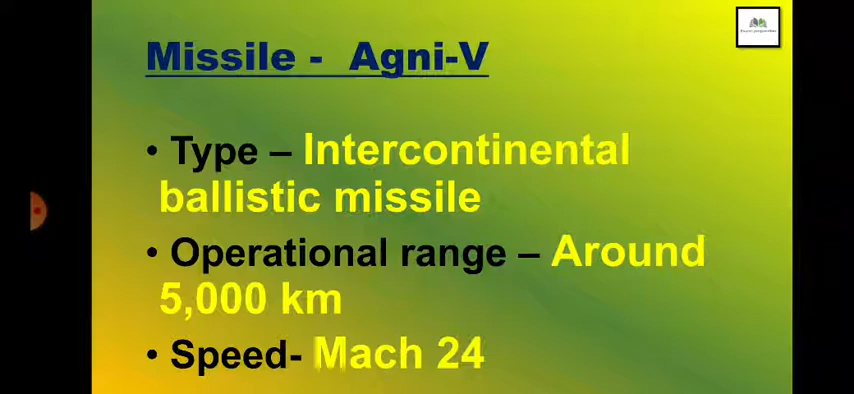 Missile - Agni-V
• Type – Intercontinental
ballistic missile
• Operational range – Around
5,000 km
• Speed- Mach 24